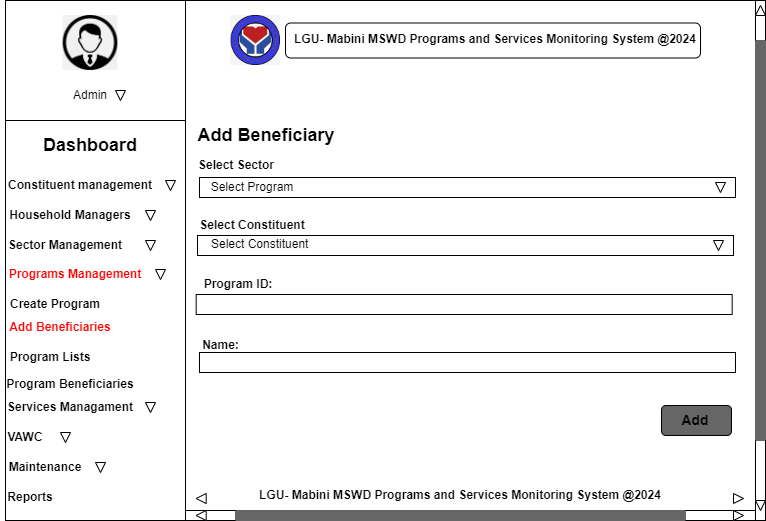 LGU- Mabini MSWD Programs and Services Monitoring System @2024
Admin
Dashboard
Constituent management
Household Managers
Sector Management
Programs Management
Create Program
Add Beneficiaries
Program Lists
Program Beneficiaries
Services Managament
VAWC
Maintenance
Reports
Add Beneficiary
Select Sector
Select Program
Select Constituent
Select Constituent
Program ID:
Name:
Add
LGU- Mabini MSWD Programs and Services Monitoring System @2024